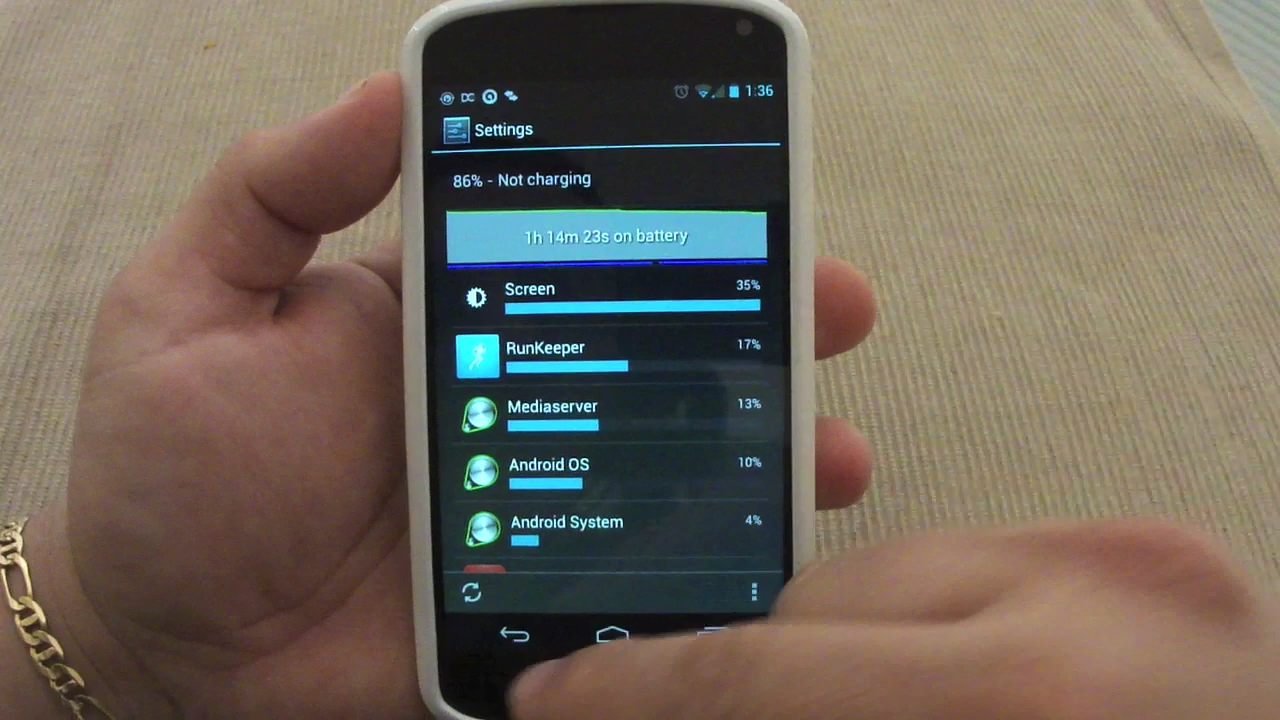 DC 1:36
Settings
86% - Not charging
1h 14m 23s on battery
Screen 35%
RunKeeper 17%
Mediaserver 13%
Android OS 10%
Android System 4%